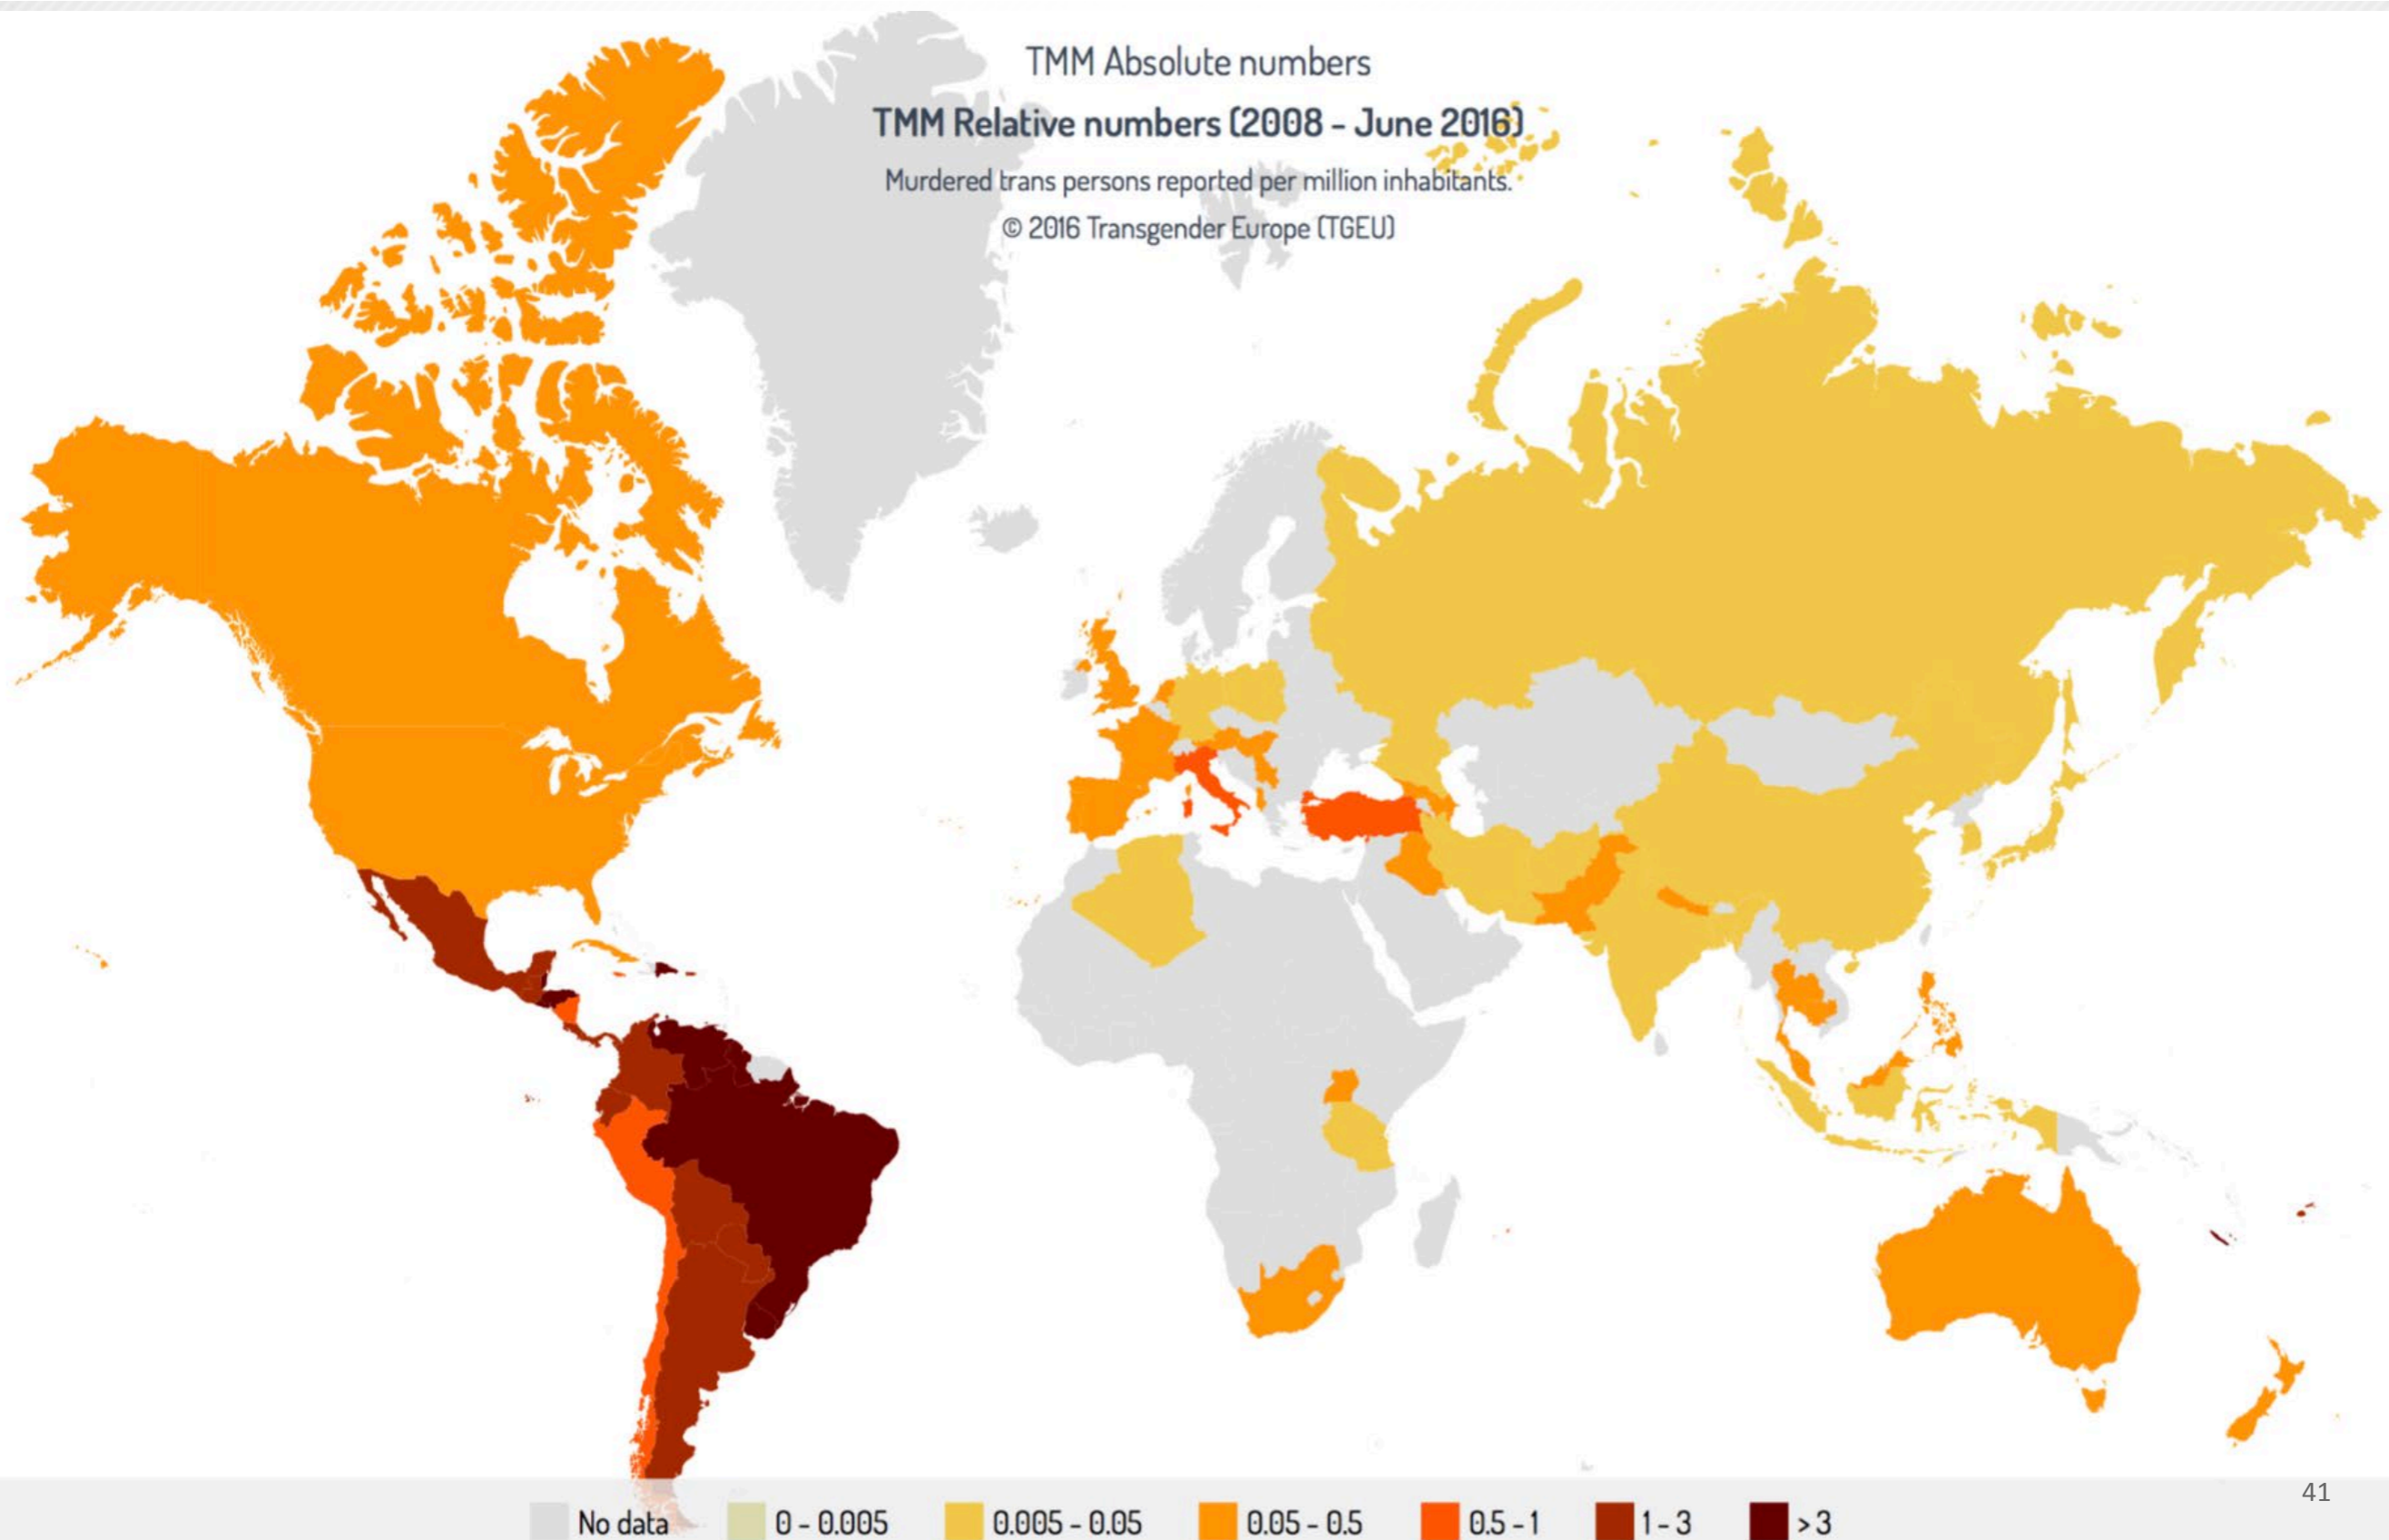 TMM Absolute numbers
TMM Relative numbers (2008 - June 2016)
Murdered trans persons reported per million inhabitants.
© 2016 Transgender Europe (TGEU)
41
No data 0 - 0.005 0.005 - 0.05 0.05 - 0.5 0.5 - 1 1 - 3 > 3